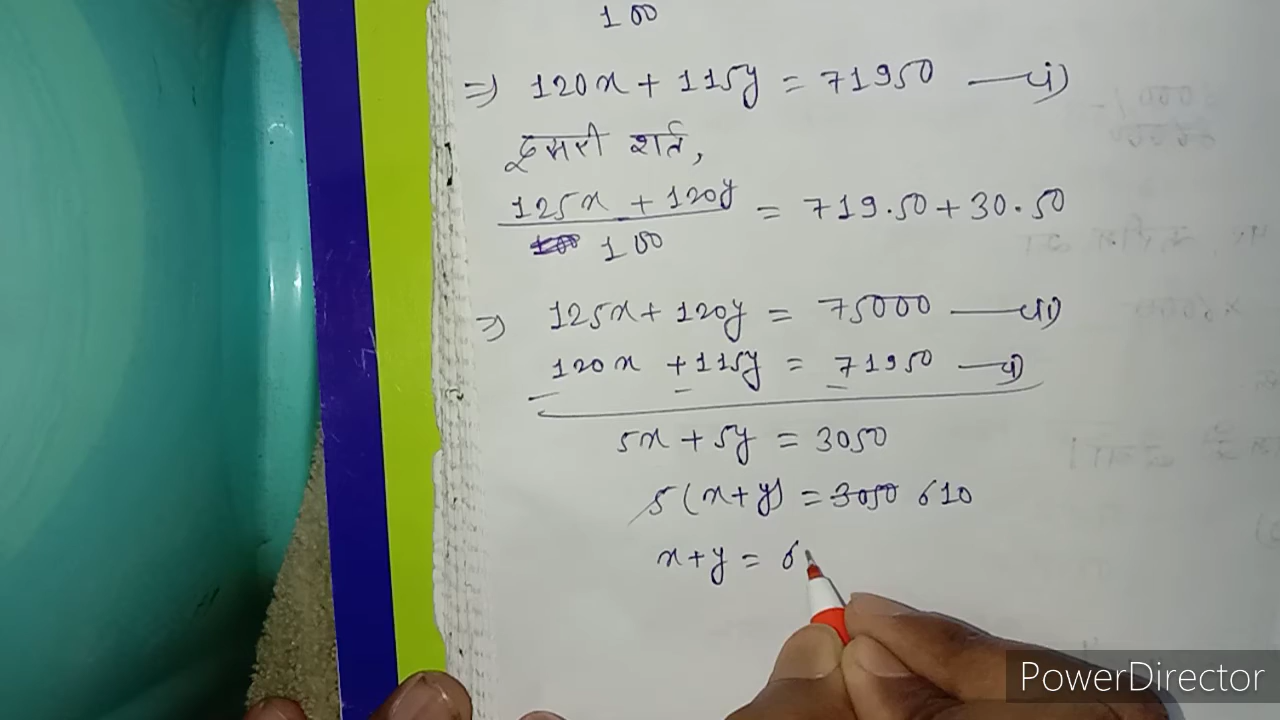 100
=> 120x + 115y = 71950 —(i)
दूसरी शर्त,
125x + 120y = 719.50 + 30.50
100 100
=> 125x + 120y = 75000 —(ii)
120x + 115y = 71950 —(i)
- - -
5x + 5y = 3050
5(x+y) = 3050 610
x+y = 6
PowerDirector